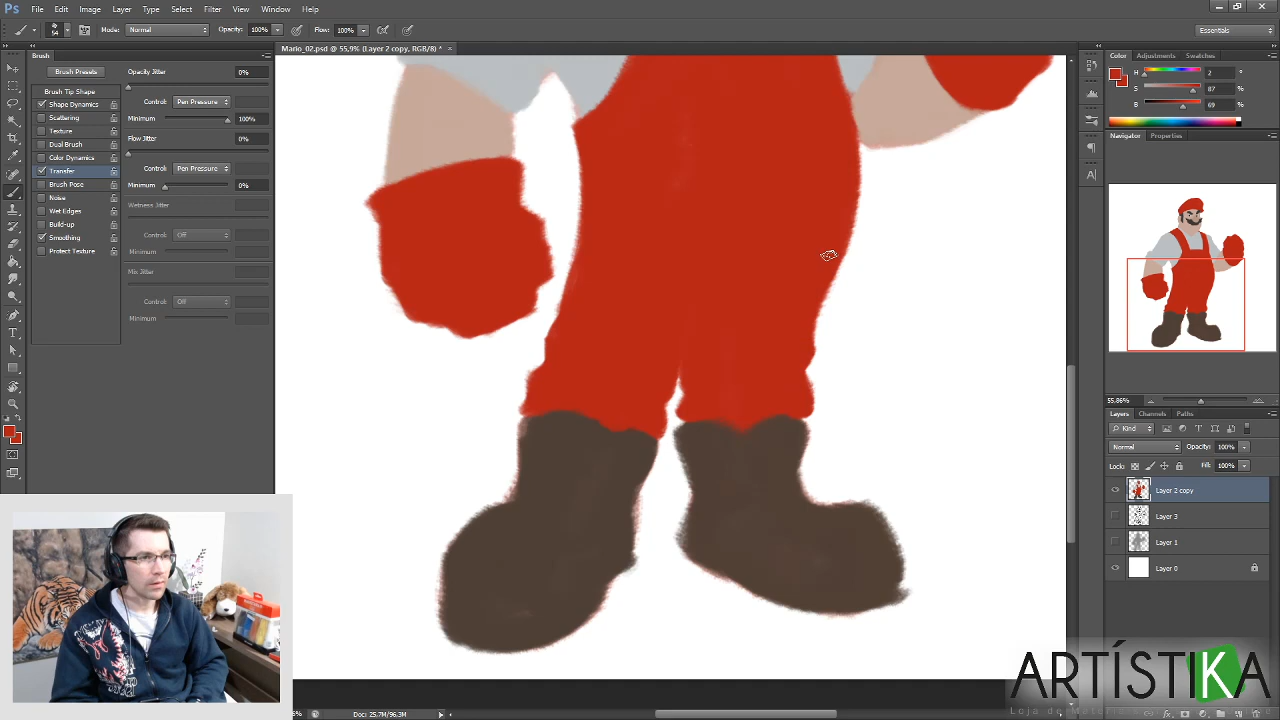 Ps File Edit Image Layer Type Select Filter View Window Help
54 Mode: Normal Opacity: 100% Flow: 100% Essentials
Mario_02.psd @ 55,9% (Layer 2 copy, RGB/8) * ×
Brush
Brush Presets
Brush Tip Shape
Shape Dynamics
Scattering
Texture
Dual Brush
Color Dynamics
Transfer
Brush Pose
Noise
Wet Edges
Build-up
Smoothing
Protect Texture
Opacity Jitter 0%
Control: Pen Pressure
Minimum 100%
Flow Jitter 0%
Control: Pen Pressure
Minimum 0%
Wetness Jitter
Control: Off
Minimum
Mix Jitter
Control: Off
Minimum
Color Adjustments Swatches
H 2 °
S 87 %
B 69 %
Navigator Properties
55.86%
Layers Channels Paths
Kind
Normal Opacity: 100%
Lock: Fill: 100%
Layer 2 copy
Layer 3
Layer 1
Layer 0
Doc: 25.7M/96.3M
ARTÍSTIKA